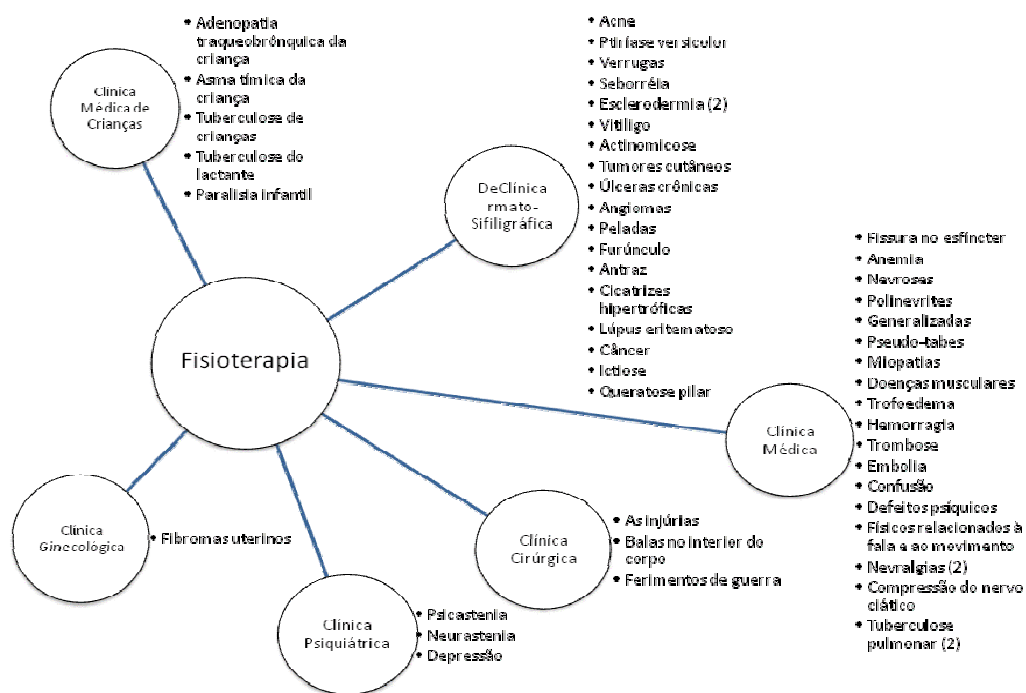 Fisioterapia
Clínica
Médica de
Crianças
• Adenopatia
traqueobrônquica da
criança
• Asma tímica da
criança
• Tuberculose de
crianças
• Tuberculose do
lactante
• Paralisia infantil
DeClínica
rmato-
Sifiligráfica
• Acne
• Ptiríase versicolor
• Verrugas
• Seborréia
• Esclerodermia (2)
• Vitiligo
• Actinomicose
• Tumores cutâneos
• Úlceras crônicas
• Angiomas
• Peladas
• Furúnculo
• Antraz
• Cicatrizes
hipertróficas
• Lúpus eritematoso
• Câncer
• Ictiose
• Queratose pilar
Clínica
Médica
• Fissura no esfíncter
• Anemia
• Nevroses
• Polinevrites
• Generalizadas
• Pseudo-tabes
• Miopatias
• Doenças musculares
• Trofoedema
• Hemorragia
• Trombose
• Embolia
• Confusão
• Defeitos psíquicos
• Físicos relacionados à
fala e ao movimento
• Nevralgias (2)
• Compressão do nervo
ciático
• Tuberculose
pulmonar (2)
Clínica
Cirúrgica
• As injúrias
• Balas no interior do
corpo
• Ferimentos de guerra
Clínica
Psiquiátrica
• Psicastenia
• Neurastenia
• Depressão
Clínica
Ginecológica
• Fibromas uterinos